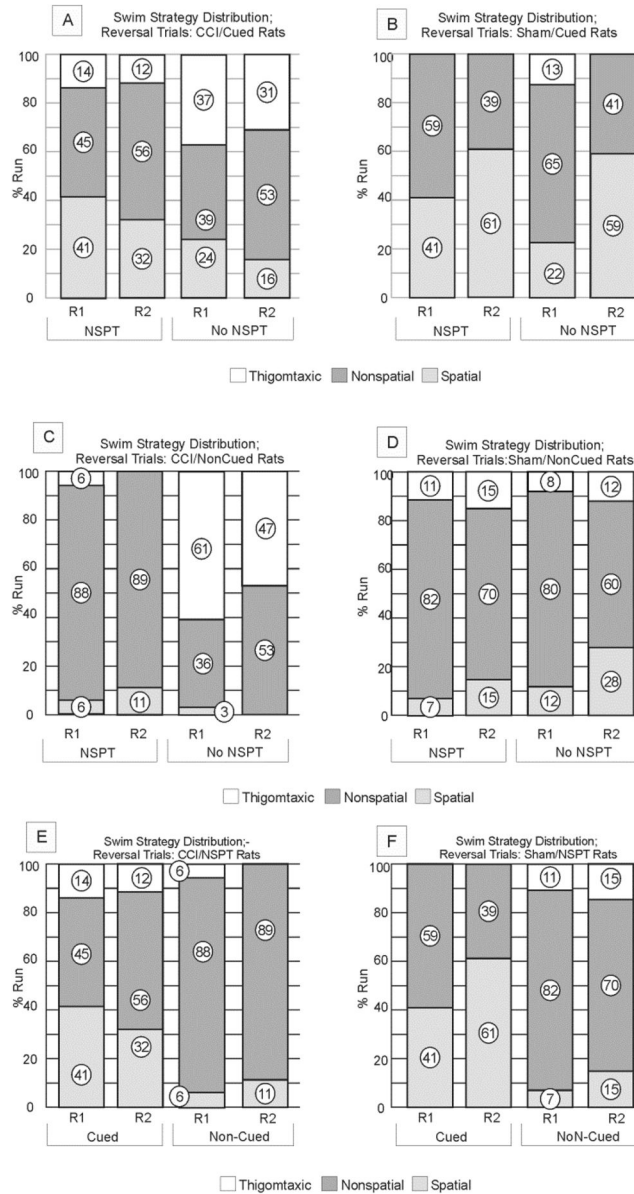 A
Swim Strategy Distribution;
Reversal Trials: CCI/Cued Rats
% Run
100
80
60
40
20
0
14
45
41
12
56
32
37
39
24
31
53
16
R1
R2
R1
R2
NSPT
No NSPT
B
Swim Strategy Distribution;
Reversal Trials: Sham/Cued Rats
% Run
100
80
60
40
20
0
59
41
39
61
13
65
22
41
59
R1
R2
R1
R2
NSPT
No NSPT
Thigomtaxic Nonspatial Spatial
C
Swim Strategy Distribution;
Reversal Trials: CCI/NonCued Rats
% Run
100
80
60
40
20
0
6
88
6
89
11
61
36
3
47
53
R1
R2
R1
R2
NSPT
No NSPT
D
Swim Strategy Distribution;
Reversal Trials:Sham/NonCued Rats
% Run
100
80
60
40
20
0
11
82
7
15
70
15
8
80
12
12
60
28
R1
R2
R1
R2
NSPT
No NSPT
Thigomtaxic Nonspatial Spatial
E
Swim Strategy Distribution;-
Reversal Trials: CCI/NSPT Rats
% Run
100
80
60
40
20
0
14
45
41
12
56
32
6
88
6
89
11
R1
R2
R1
R2
Cued
Non-Cued
F
Swim Strategy Distribution;
Reversal Trials: Sham/NSPT Rats
% Run
100
80
60
40
20
0
59
41
39
61
11
82
7
15
70
15
R1
R2
R1
R2
Cued
NoN-Cued
Thigomtaxic Nonspatial Spatial